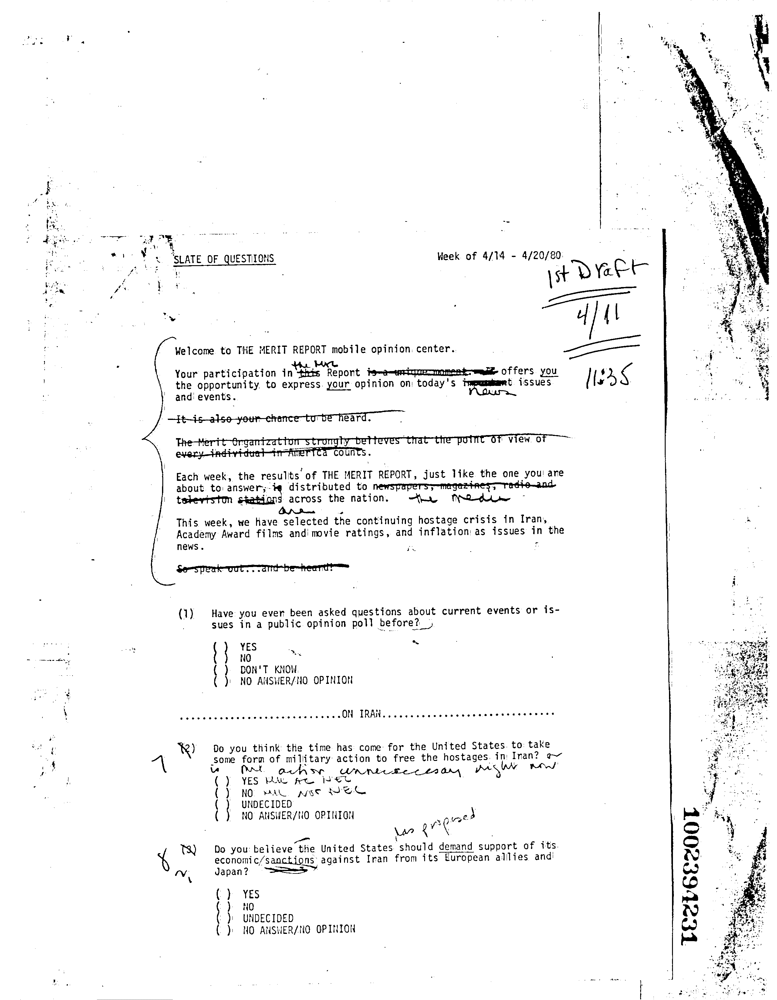 SLATE OF QUESTIONS
Week of 4/14 - 4/20/80
1st Draft
4/11
11:35
Welcome to THE MERIT REPORT mobile opinion center.
the
Your participation in this Report is a unique moment. It offers you
the opportunity to express your opinion on today's important issues
news
and events.
It is also your chance to be heard.
The Merit Organization strongly believes that the point of view of
every individual in America counts.
Each week, the results of THE MERIT REPORT, just like the one you are
about to answer, is distributed to newspapers, magazines, radio and
television stations across the nation. the media
are
This week, we have selected the continuing hostage crisis in Iran,
Academy Award films and movie ratings, and inflation as issues in the
news.
So speak out...and be heard!
(1) Have you ever been asked questions about current events or is-
sues in a public opinion poll before?
( ) YES
( ) NO
( ) DON'T KNOW
( ) NO ANSWER/NO OPINION
............................ON IRAN..............................
7 (2) Do you think the time has come for the United States to take
some form of military action to free the hostages in Iran? or
is action unnecessary right now
( ) YES
( ) NO NOT NEC
( ) UNDECIDED
( ) NO ANSWER/NO OPINION
has proposed
8 (3) Do you believe the United States should demand support of its
economic/sanctions against Iran from its European allies and
Japan?
( ) YES
( ) NO
( ) UNDECIDED
( ) NO ANSWER/NO OPINION
1002394231